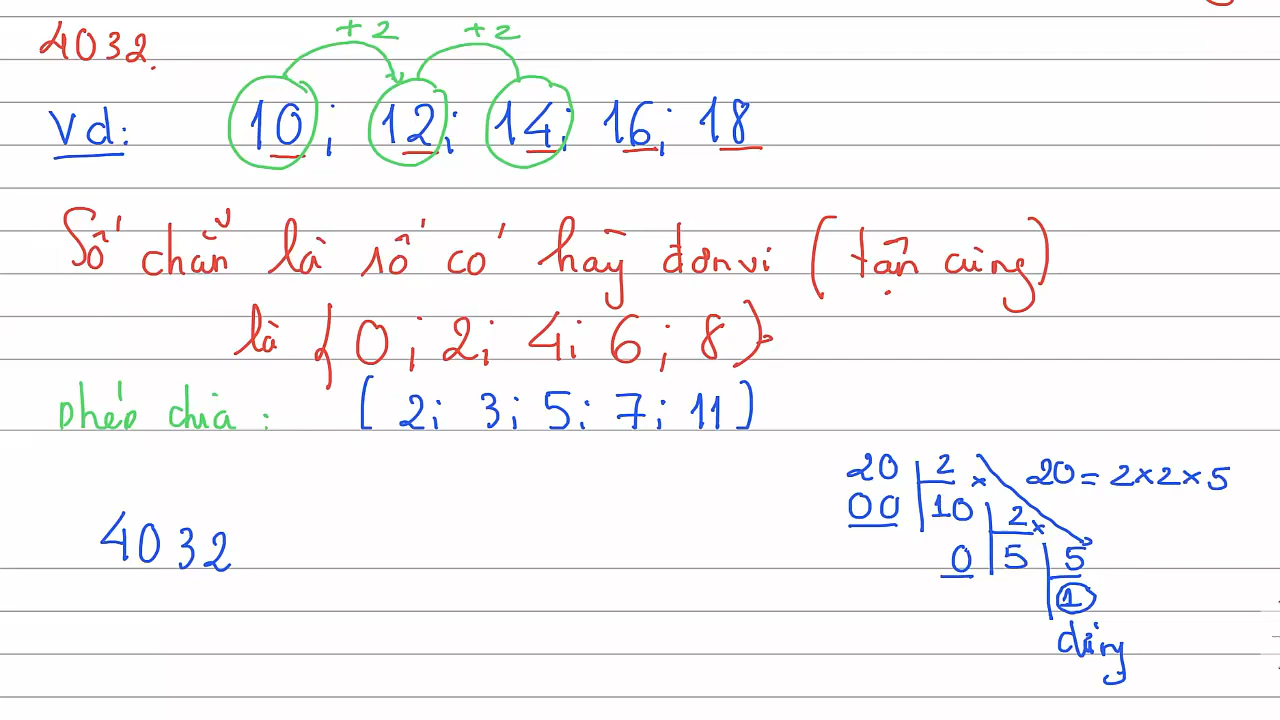 4032.
+2 +2
Vd: 10; 12; 14; 16; 18
Số chẵn là số có hàng đơn vị (tận cùng)
là {0; 2; 4; 6; 8}
phép chia: [2; 3; 5; 7; 11]
20 2 20 = 2×2×5
00 10 2
0 5 5
4032
1
dừng